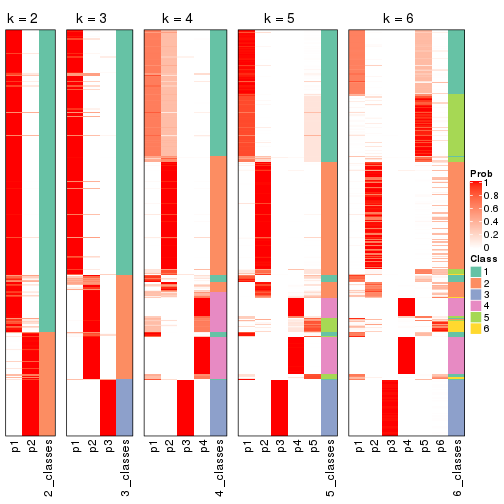 k = 2
k = 3
k = 4
k = 5
k = 6
Prob
1
0.8
0.6
0.4
0.2
0
Class
1
2
3
4
5
6
p1
p2
2_classes
p1
p2
p3
3_classes
p1
p2
p3
p4
4_classes
p1
p2
p3
p4
p5
5_classes
p1
p2
p3
p4
p5
p6
6_classes